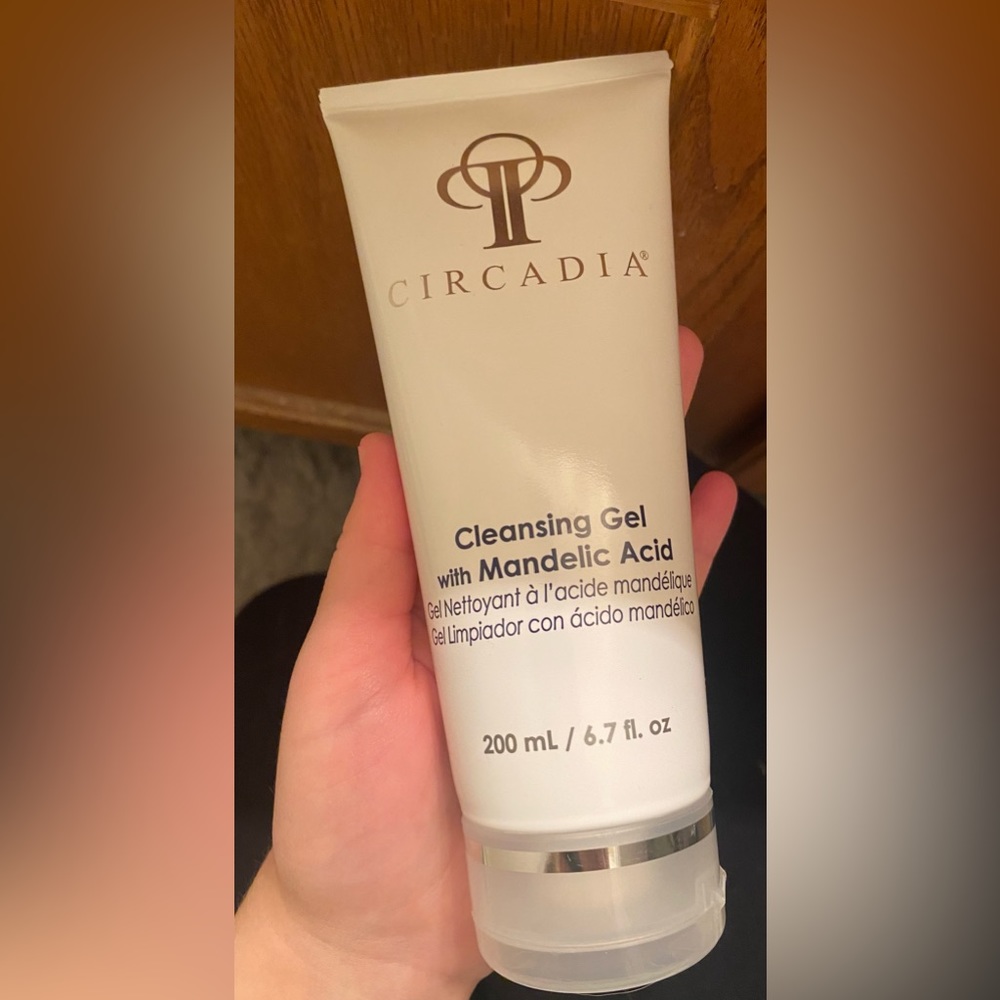 CIRCADIA®
Cleansing Gel
with Mandelic Acid
Gel Nettoyant à l'acide mandélique
Gel Limpiador con ácido mandélico
200 mL / 6.7 fl. oz